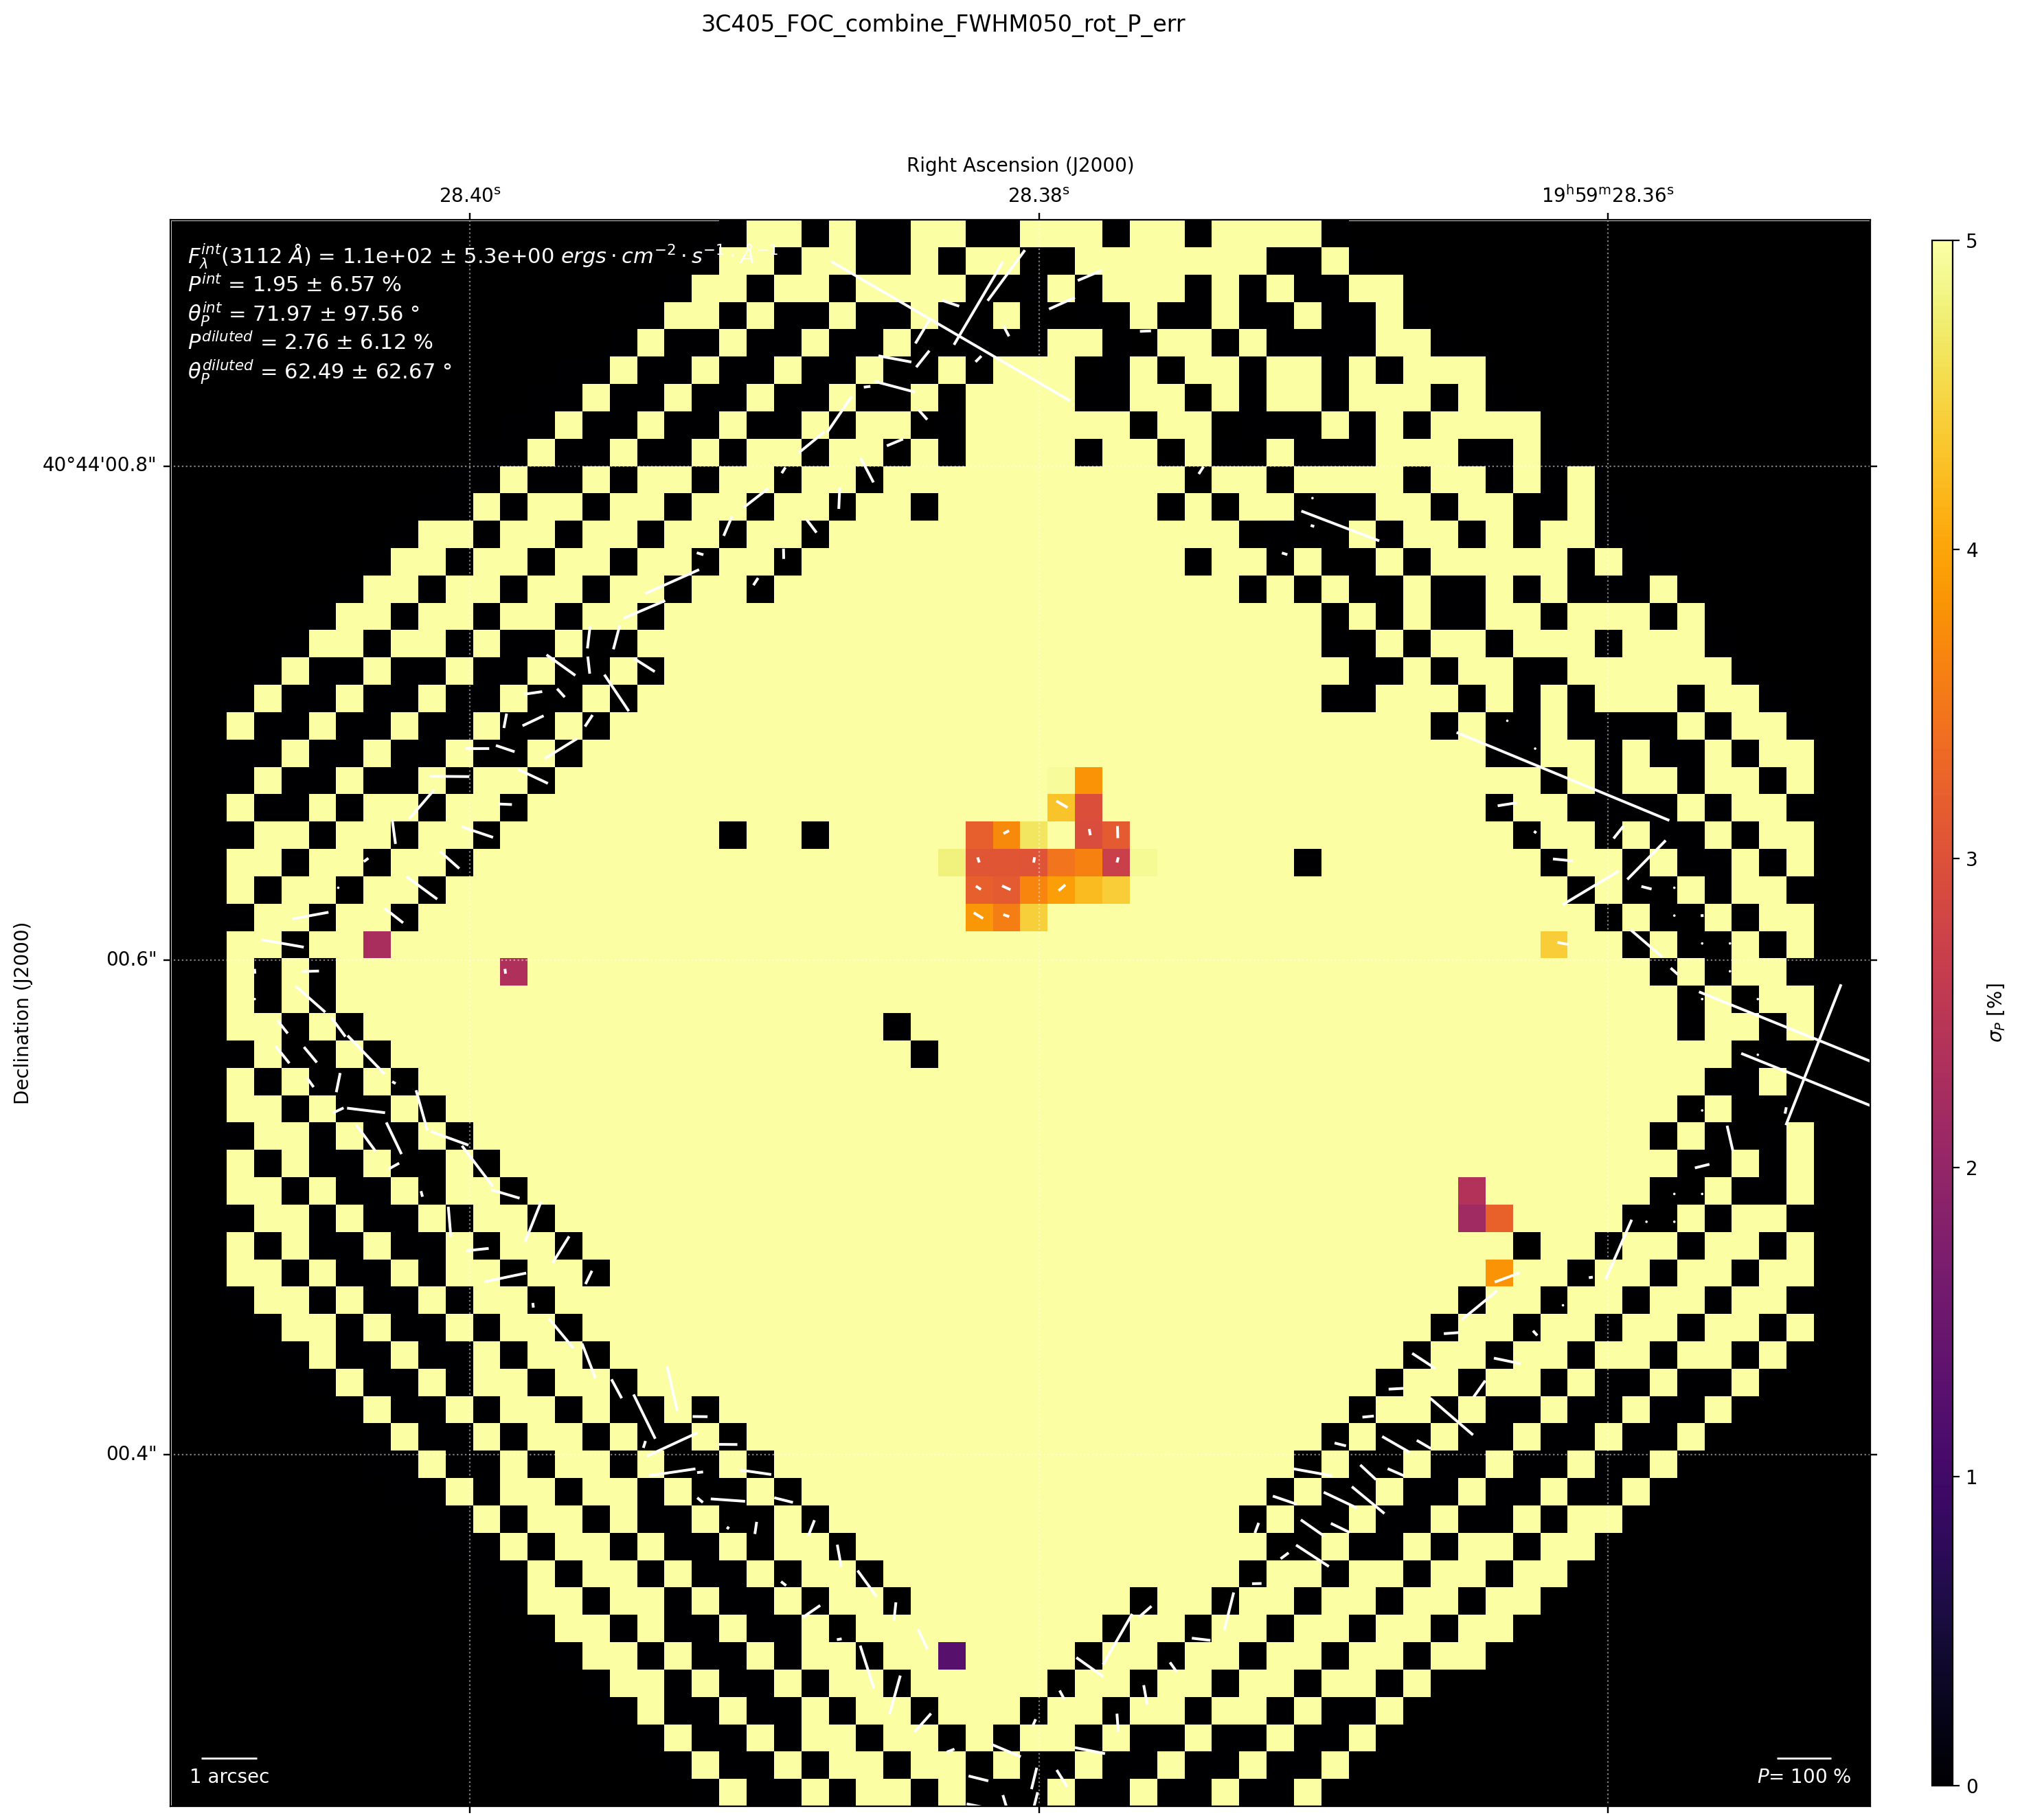 3C405_FOC_combine_FWHM050_rot_P_err
Right Ascension (J2000)
28.40ˢ 28.38ˢ 19ʰ59ᵐ28.36ˢ
F_λ^int(3112 Å) = 1.1e+02 ± 5.3e+00 ergs · cm⁻² · s⁻¹ · Å⁻¹
P^int = 1.95 ± 6.57 %
θ_P^int = 71.97 ± 97.56 °
P^diluted = 2.76 ± 6.12 %
θ_P^diluted = 62.49 ± 62.67 °
40°44'00.8"
00.6"
00.4"
Declination (J2000)
1 arcsec
P= 100 %
5
4
3
2
1
0
σ_P [%]